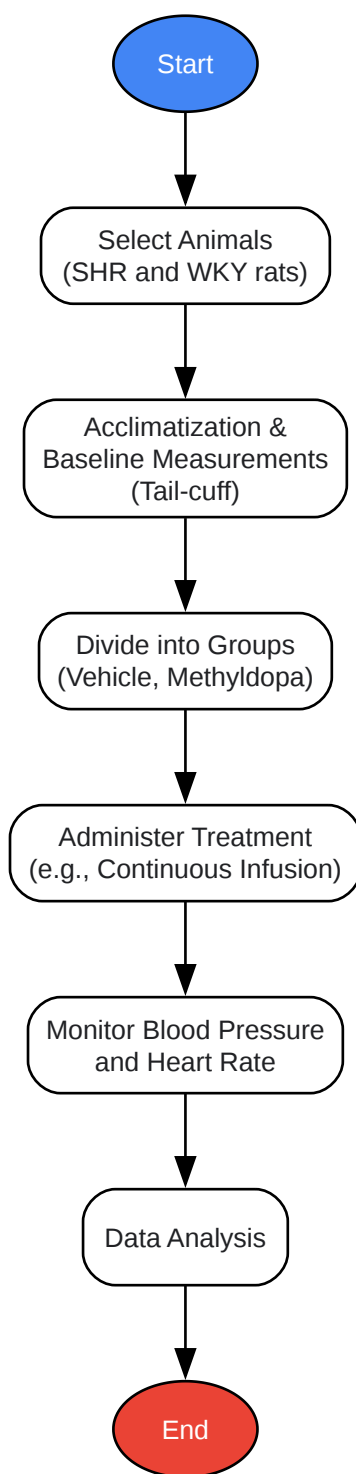 Start
Select Animals
(SHR and WKY rats)
Acclimatization &
Baseline Measurements
(Tail-cuff)
Divide into Groups
(Vehicle, Methyldopa)
Administer Treatment
(e.g., Continuous Infusion)
Monitor Blood Pressure
and Heart Rate
Data Analysis
End